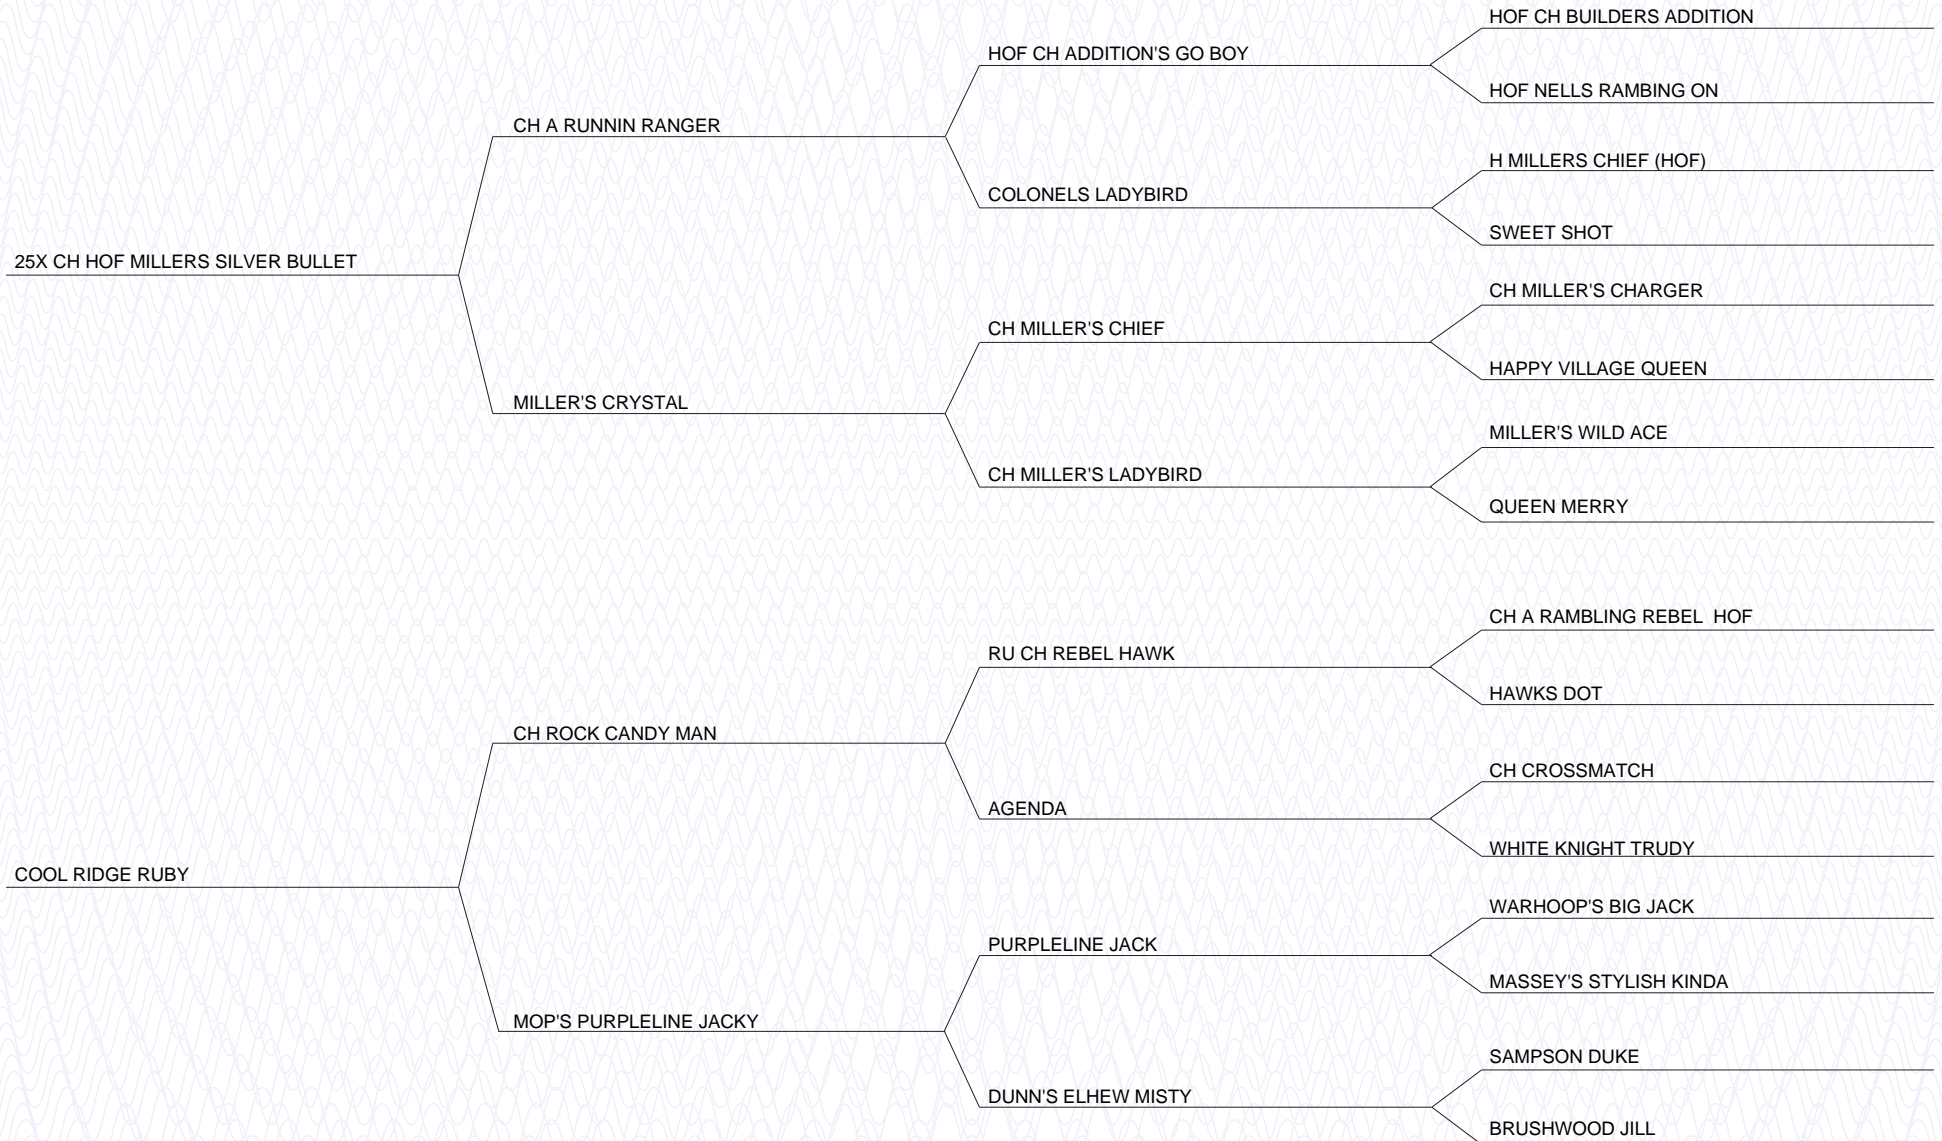 HOF CH BUILDERS ADDITION
HOF CH ADDITION'S GO BOY
HOF NELLS RAMBING ON
CH A RUNNIN RANGER
H MILLERS CHIEF (HOF)
COLONELS LADYBIRD
SWEET SHOT
25X CH HOF MILLERS SILVER BULLET
CH MILLER'S CHARGER
CH MILLER'S CHIEF
HAPPY VILLAGE QUEEN
MILLER'S CRYSTAL
MILLER'S WILD ACE
CH MILLER'S LADYBIRD
QUEEN MERRY
CH A RAMBLING REBEL  HOF
RU CH REBEL HAWK
HAWKS DOT
CH ROCK CANDY MAN
CH CROSSMATCH
AGENDA
WHITE KNIGHT TRUDY
COOL RIDGE RUBY
WARHOOP'S BIG JACK
PURPLELINE JACK
MASSEY'S STYLISH KINDA
MOP'S PURPLELINE JACKY
SAMPSON DUKE
DUNN'S ELHEW MISTY
BRUSHWOOD JILL